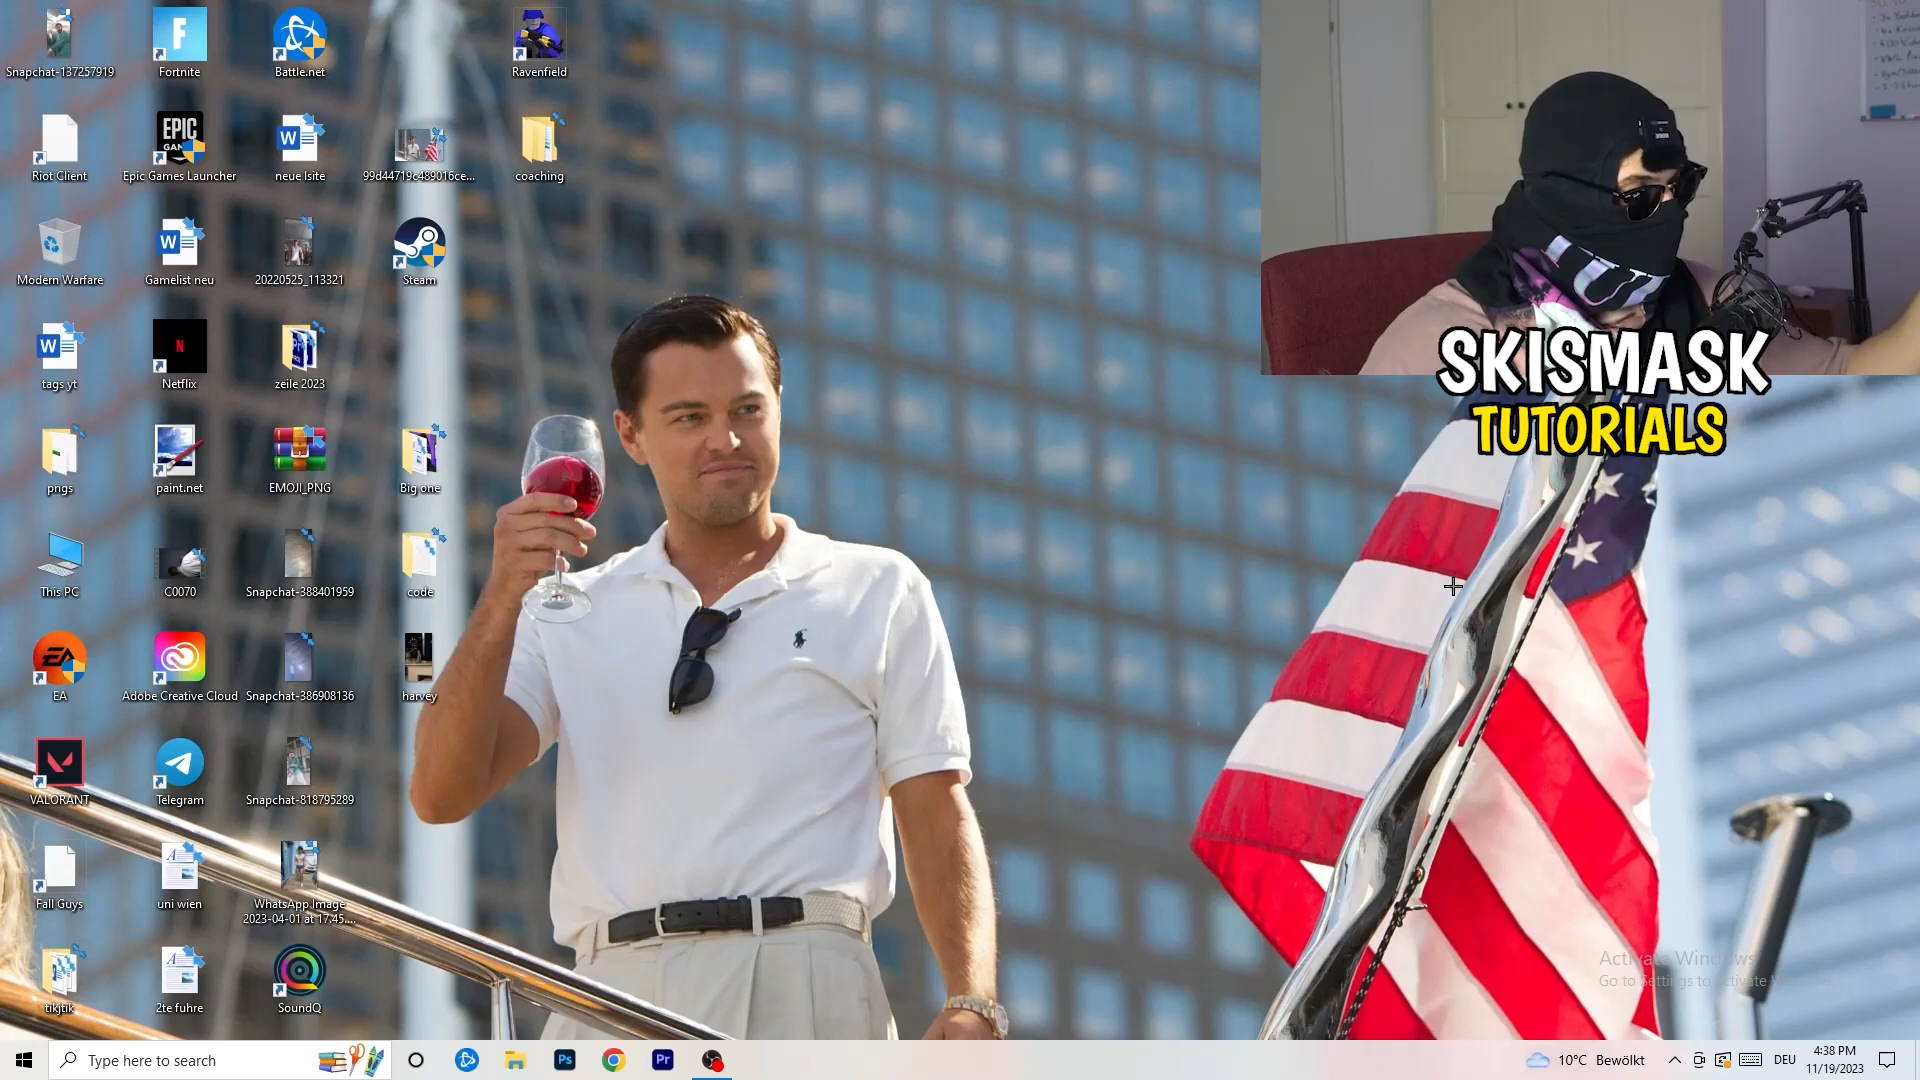 Snapchat-137257919
Fortnite
Battle.net
Ravenfield
EPIC
GAM
Riot Client
Epic Games Launcher
neue lsite
99d44719c489016ce...
coaching
Modern Warfare
Gamelist neu
20220525_113321
Steam
SKISMASK
TUTORIALS
tags yt
Netflix
zeile 2023
pngs
paint.net
EMOJI_PNG
Big one
This PC
C0070
Snapchat-388401959
code
EA
Adobe Creative Cloud
Snapchat-386908136
harvey
VALORANT
Telegram
Snapchat-818795289
Fall Guys
uni wien
WhatsApp Image
2023-04-01 at 17.45....
tikjtik
2te fuhre
SoundQ
Activate Windows
Go to Settings to activate W
Type here to search
Ps
Pr
10°C Bewölkt
DEU
4:38 PM
11/19/2023